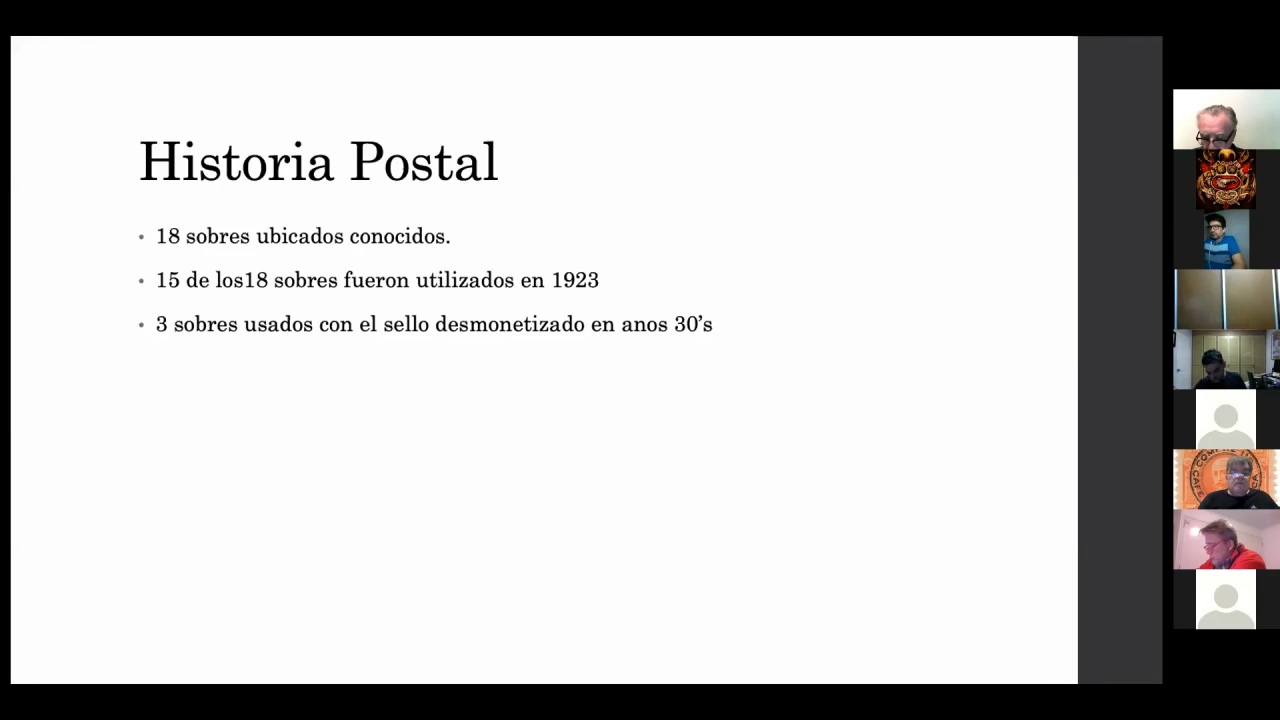 Historia Postal
• 18 sobres ubicados conocidos.
• 15 de los18 sobres fueron utilizados en 1923
• 3 sobres usados con el sello desmonetizado en anos 30’s